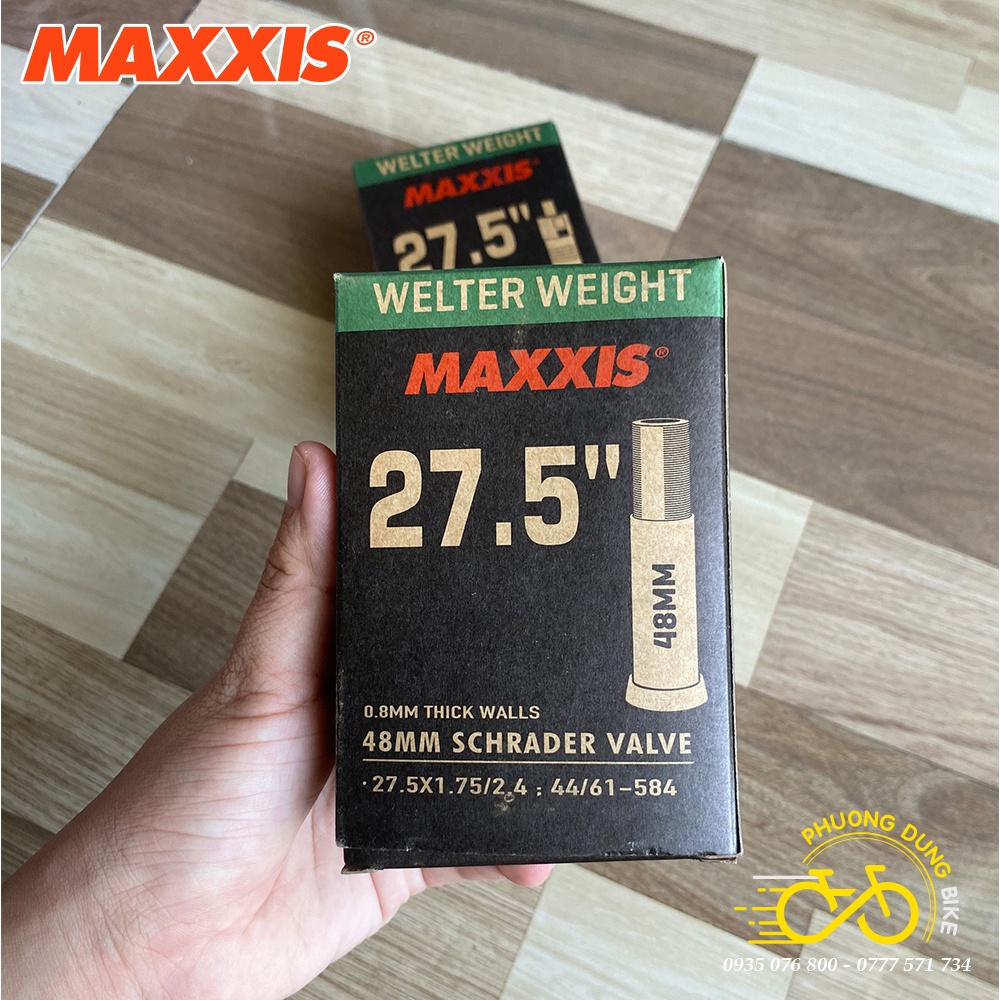 MAXXIS®
WELTER WEIGHT
MAXXIS®
27.5"
WELTER WEIGHT
MAXXIS®
27.5"
48MM
0.8MM THICK WALLS
48MM SCHRADER VALVE
·27.5X1.75/2.4 ; 44/61-584
PHUONG DUNG BIKE
0935 076 800 - 0777 571 734